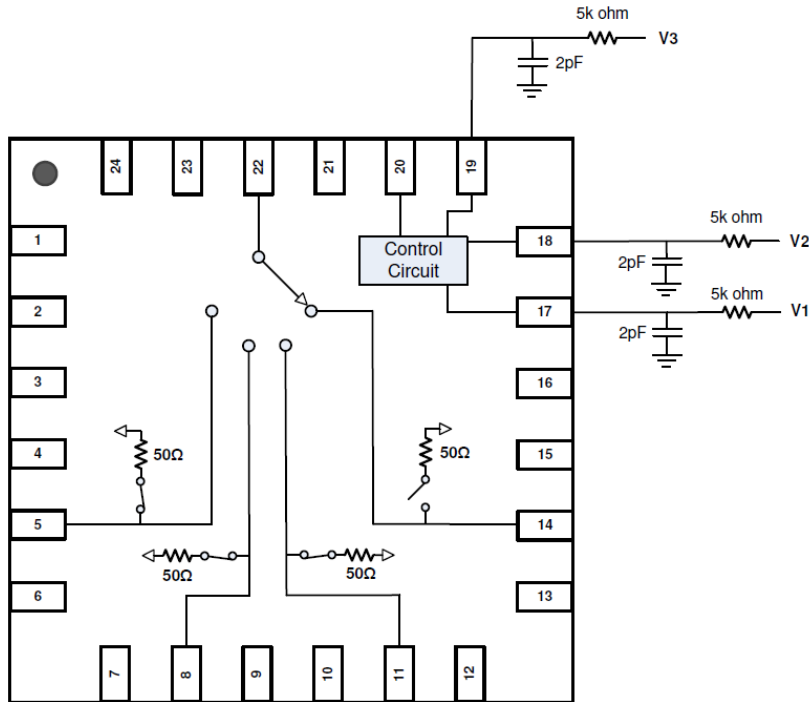 5k ohm
V3
2pF
24
23
22
21
20
19
1
Control
Circuit
18
5k ohm
V2
2pF
2
17
5k ohm
V1
2pF
3
16
4
50Ω
50Ω
15
5
14
50Ω
50Ω
6
13
7
8
9
10
11
12